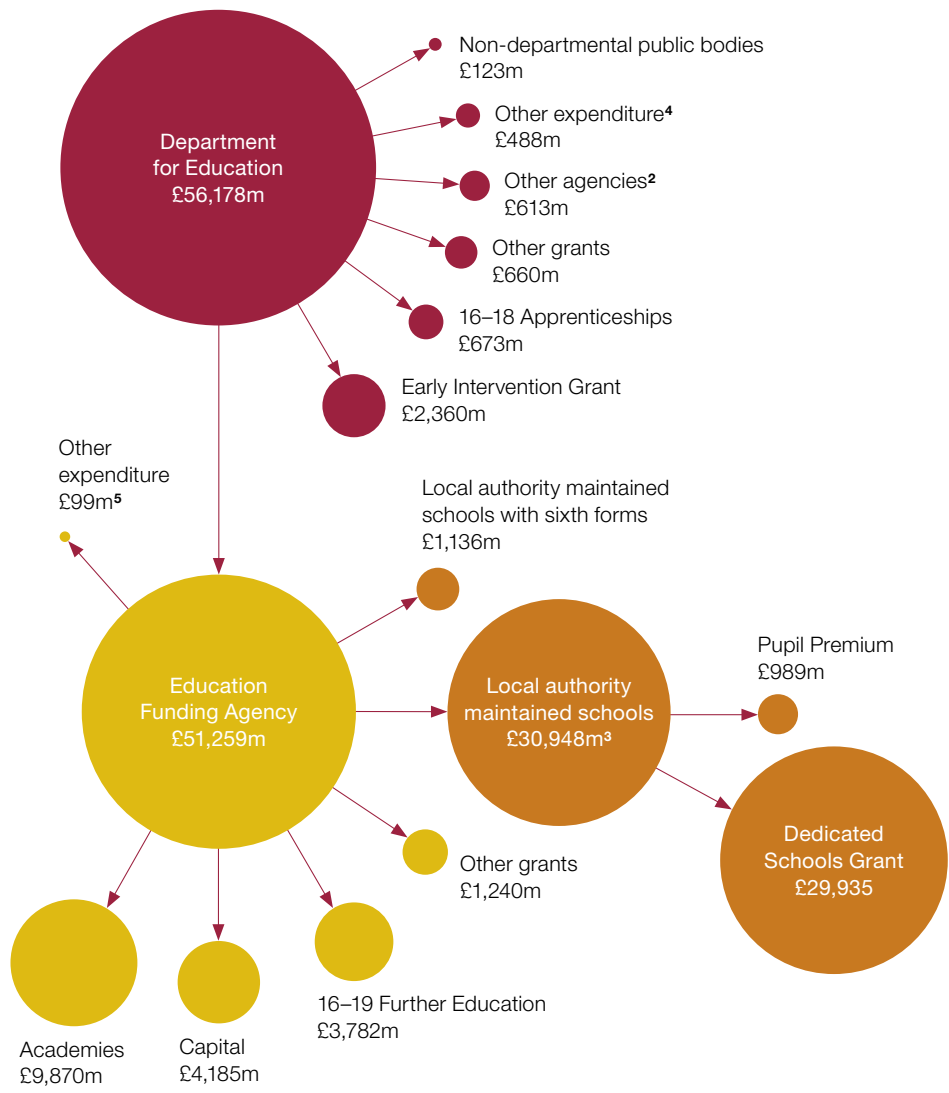 Department
for Education
£56,178m
Non-departmental public bodies
£123m
Other expenditure⁴
£488m
Other agencies²
£613m
Other grants
£660m
16–18 Apprenticeships
£673m
Early Intervention Grant
£2,360m
Other
expenditure
£99m⁵
Local authority maintained
schools with sixth forms
£1,136m
Education
Funding Agency
£51,259m
Local authority
maintained schools
£30,948m³
Pupil Premium
£989m
Dedicated
Schools Grant
£29,935
Other grants
£1,240m
16–19 Further Education
£3,782m
Capital
£4,185m
Academies
£9,870m